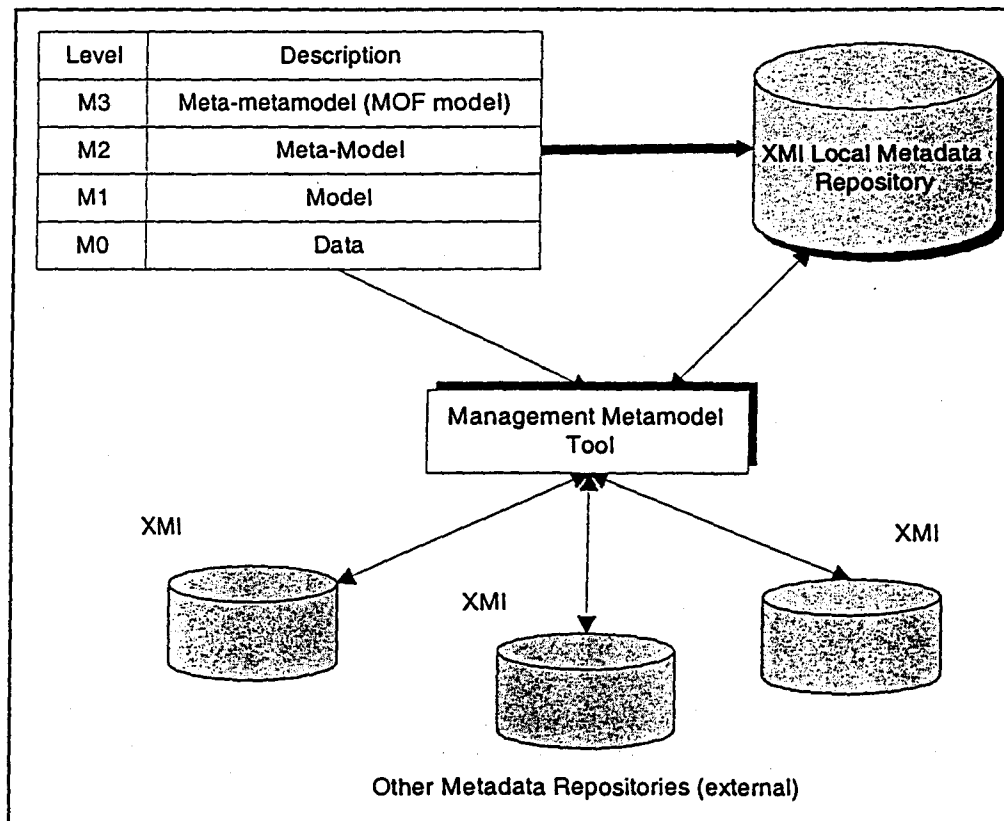 Level Description
M3 Meta-metamodel (MOF model)
M2 Meta-Model
M1 Model
M0 Data
XMI Local Metadata
Repository
Management Metamodel
Tool
XMI
XMI
XMI
Other Metadata Repositories (external)